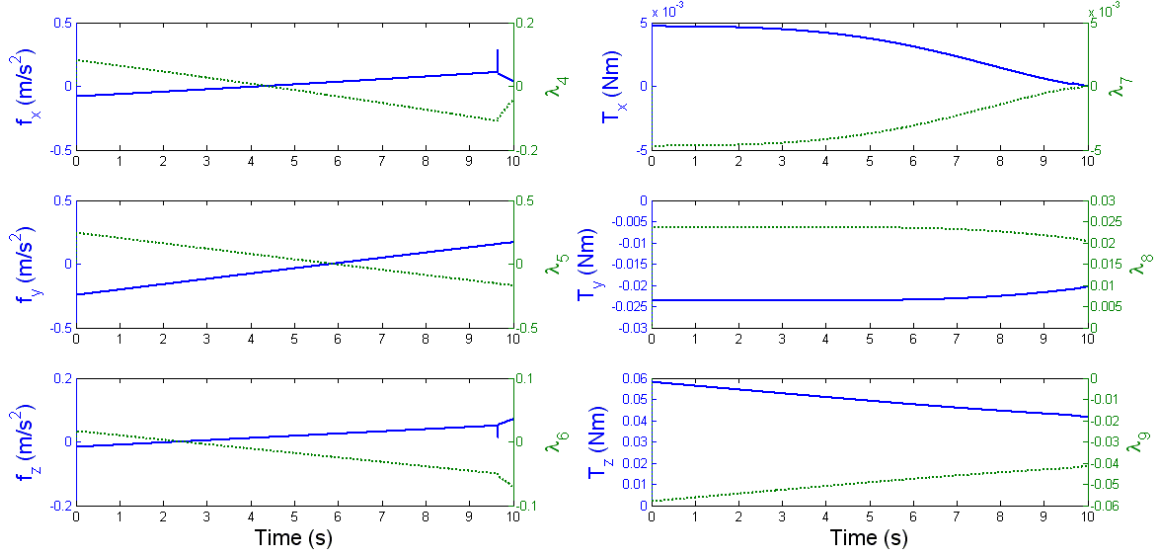 0.5
0
-0.5
f_x (m/s²)
0.2
0
-0.2
λ_4
0 1 2 3 4 5 6 7 8 9 10
x 10⁻³
x 10⁻³
5
0
-5
T_x (Nm)
5
0
-5
λ_7
0 1 2 3 4 5 6 7 8 9 10
0.5
0
-0.5
f_y (m/s²)
0.5
0
-0.5
λ_5
0 1 2 3 4 5 6 7 8 9 10
0
-0.005
-0.01
-0.015
-0.02
-0.025
-0.03
T_y (Nm)
0.03
0.025
0.02
0.015
0.01
0.005
0
λ_8
0 1 2 3 4 5 6 7 8 9 10
0.2
0
-0.2
f_z (m/s²)
0.1
0
-0.1
λ_6
0 1 2 3 4 5 6 7 8 9 10
Time (s)
0.06
0.05
0.04
0.03
0.02
0.01
0
T_z (Nm)
0
-0.01
-0.02
-0.03
-0.04
-0.05
-0.06
λ_9
0 1 2 3 4 5 6 7 8 9 10
Time (s)